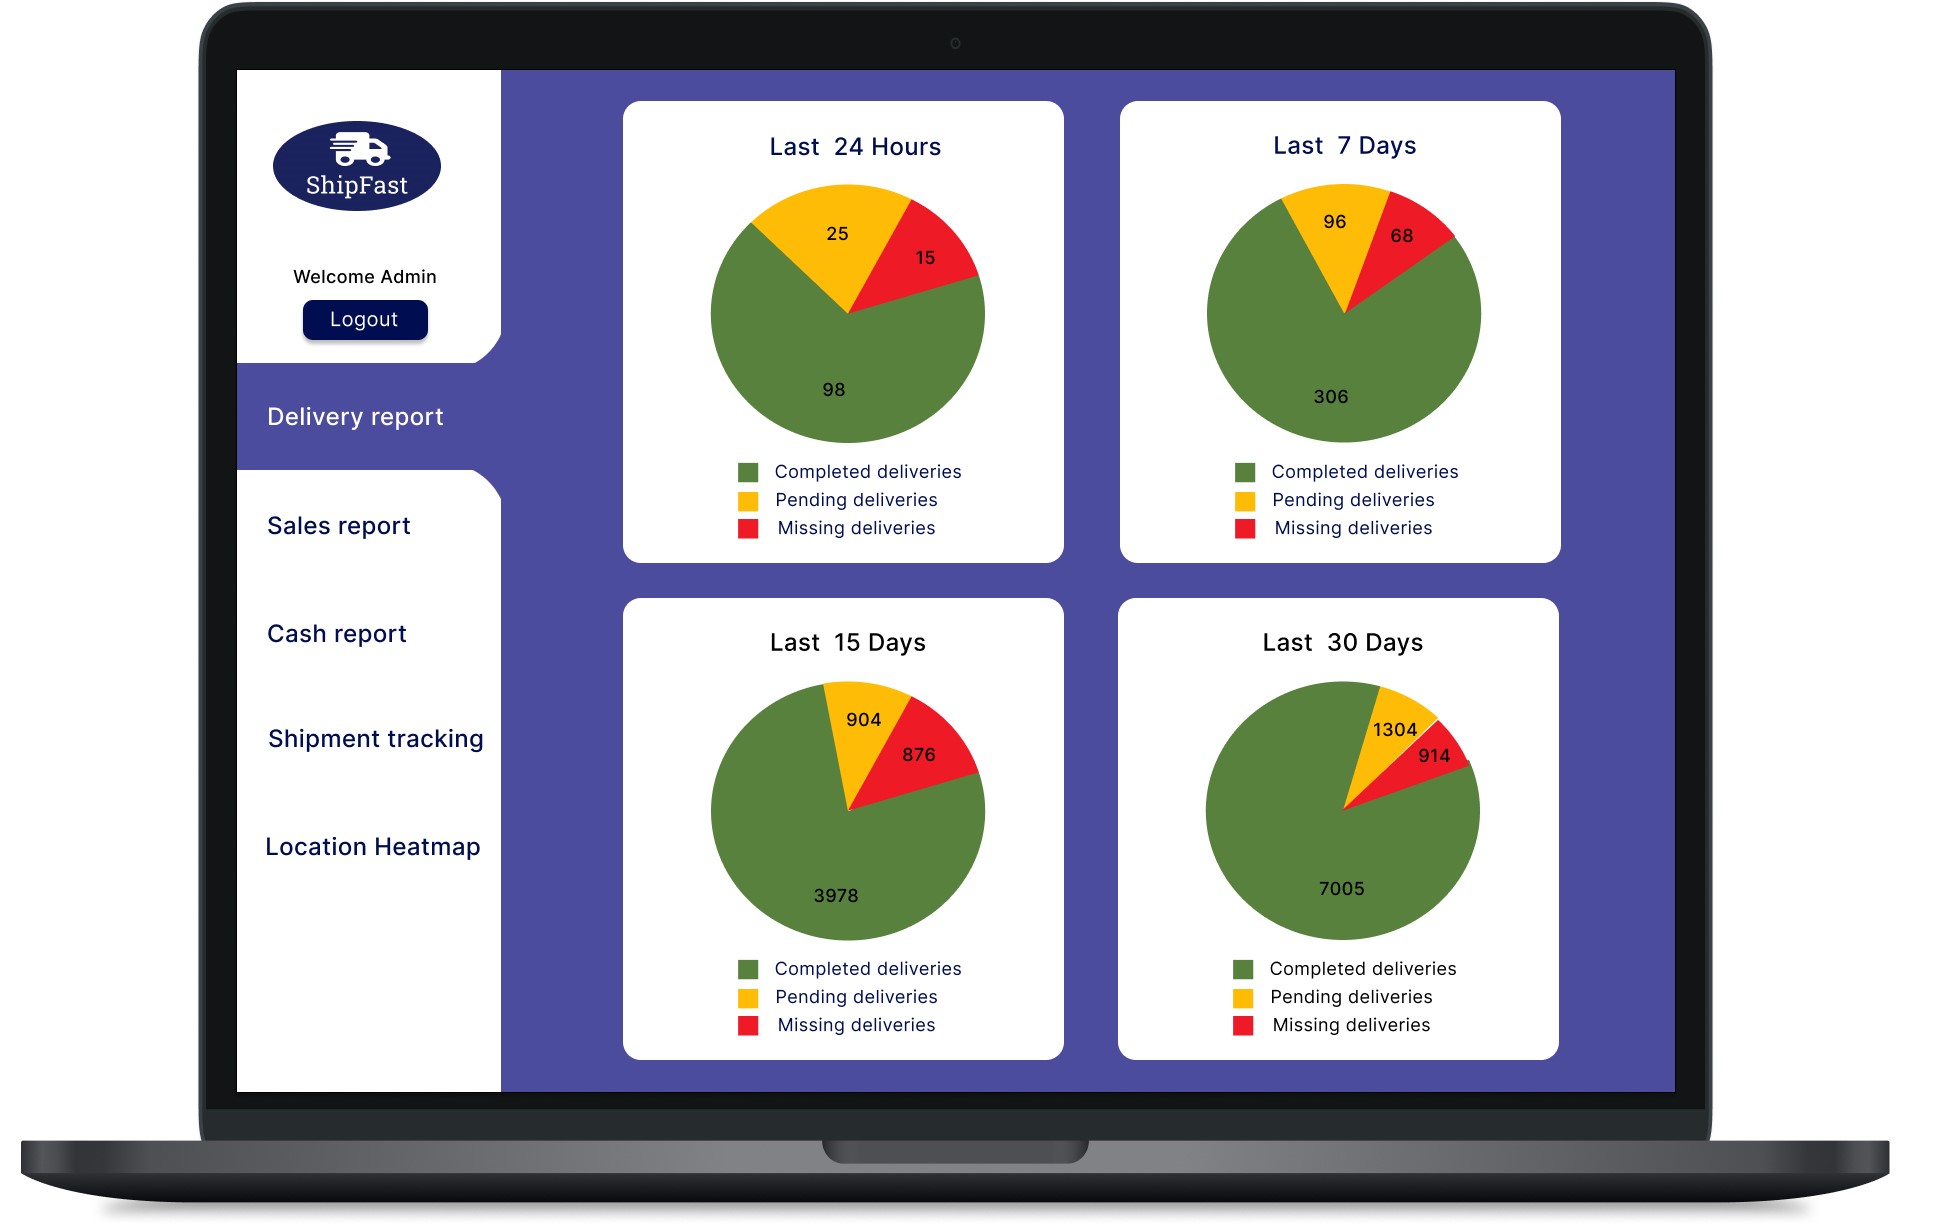 ShipFast
Welcome Admin
Logout
Delivery report
Sales report
Cash report
Shipment tracking
Location Heatmap
Last 24 Hours
25
15
98
Completed deliveries
Pending deliveries
Missing deliveries
Last 7 Days
96
68
306
Completed deliveries
Pending deliveries
Missing deliveries
Last 15 Days
904
876
3978
Completed deliveries
Pending deliveries
Missing deliveries
Last 30 Days
1304
914
7005
Completed deliveries
Pending deliveries
Missing deliveries